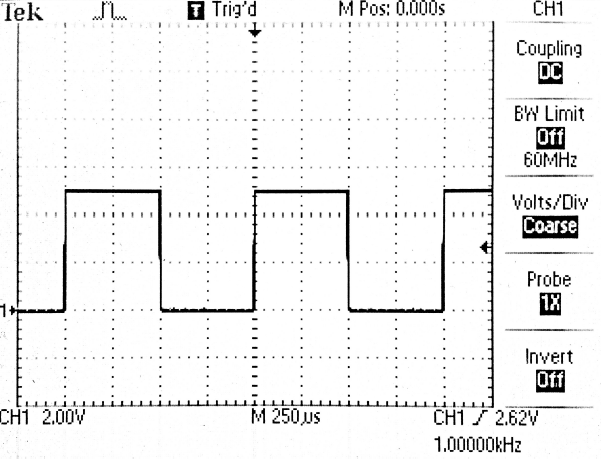 Tek T Trig'd M Pos: 0.000s CH1
Coupling
DC
BW Limit
Off
60MHz
Volts/Div
Coarse
Probe
1X
1
Invert
Off
CH1 2.00V M 250µs CH1 2.62V
1.00000kHz